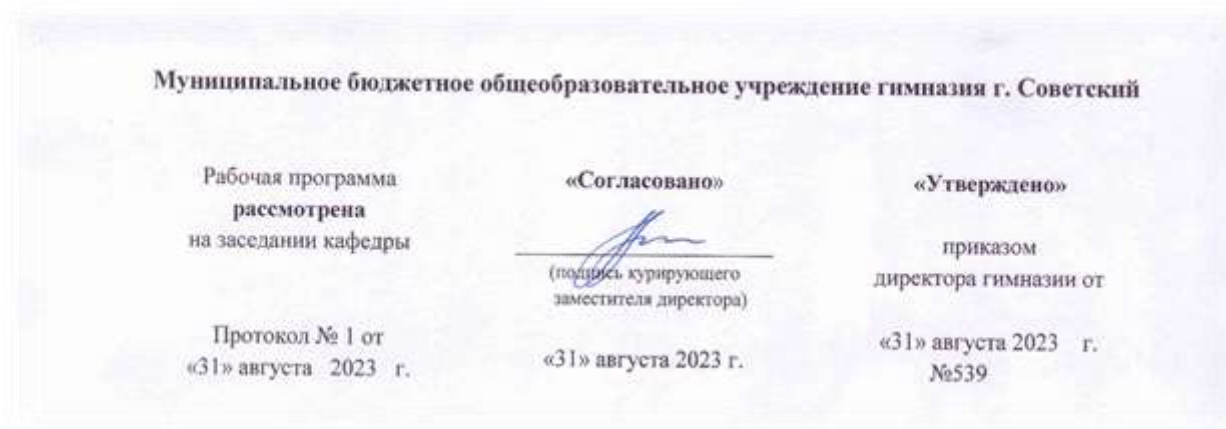 Муниципальное бюджетное общеобразовательное учреждение гимназия г. Советский
Рабочая программа
рассмотрена
на заседании кафедры
Протокол № 1 от
«31» августа 2023 г.
«Согласовано»
(подпись курирующего
заместителя директора)
«31» августа 2023 г.
«Утверждено»
приказом
директора гимназии от
«31» августа 2023 г.
№539